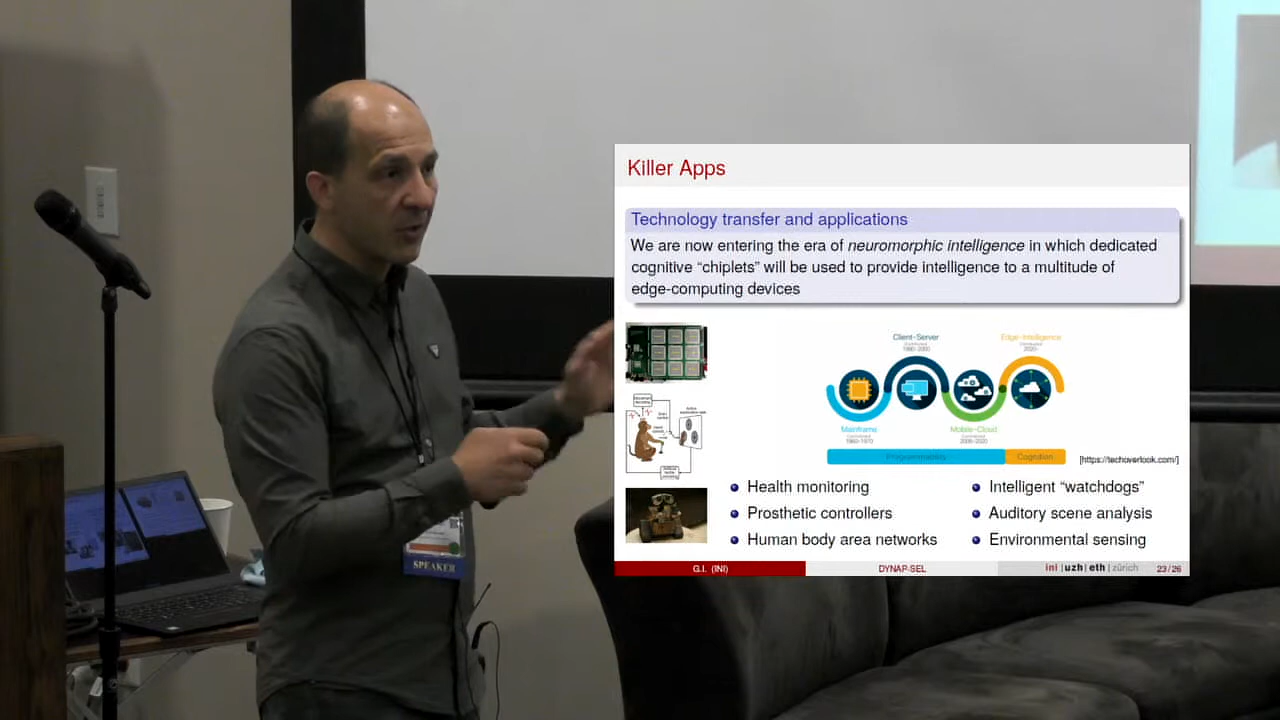 Killer Apps
Technology transfer and applications
We are now entering the era of neuromorphic intelligence in which dedicated
cognitive “chiplets” will be used to provide intelligence to a multitude of
edge-computing devices
Client-Server
Edge-Intelligence
Mainframe
Mobile-Cloud
Programmability
Cognition
[https://techoverlook.com/]
Health monitoring
Prosthetic controllers
Human body area networks
Intelligent “watchdogs”
Auditory scene analysis
Environmental sensing
G.I. (INI)
DYNAP-SEL
ini | uzh | eth | zürich
23/26
SPEAKER